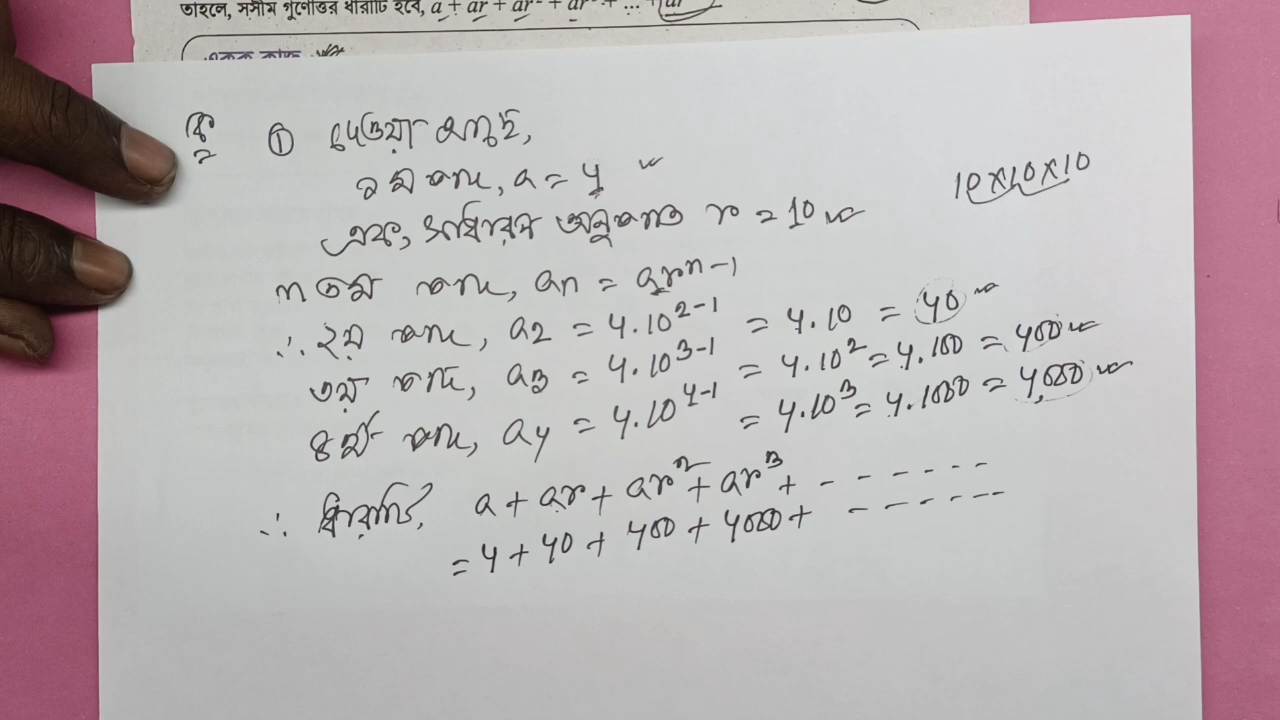 তাহলে, সসীম গুণোত্তর ধারাটি হবে, a + ar + ar² + ar³ + ... + ar
একক কাজ
ক
① দেওয়া আছে,
১ম পদ, a = 4
10×10×10
এবং, সাধারণ অনুপাত r = 10
n তম পদ, an = arⁿ⁻¹
∴ ২য় পদ, a2 = 4.10²⁻¹ = 4.10 = 40
৩য় পদ, a3 = 4.10³⁻¹ = 4.10² = 4.100 = 400
৪র্থ পদ, a4 = 4.10⁴⁻¹ = 4.10³ = 4.1000 = 4,000
∴ ধারাটি, a + ar + ar² + ar³ + - - - - - -
= 4 + 40 + 400 + 4000 + - - - - - -